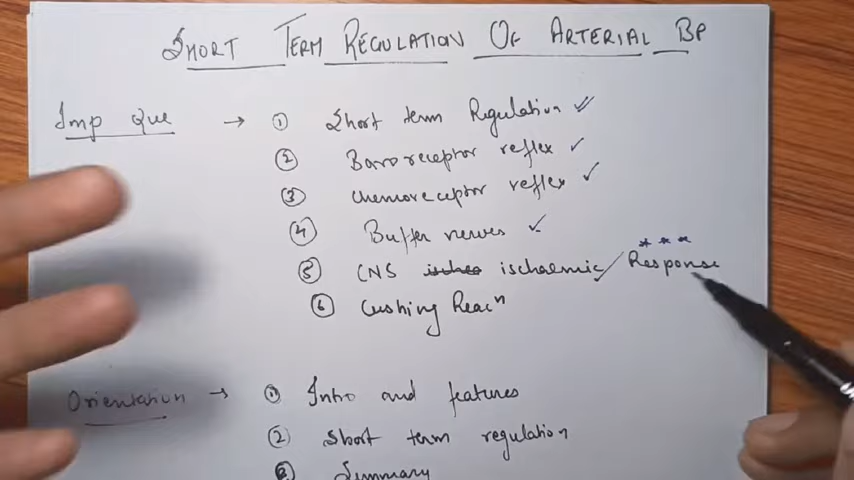 SHORT TERM REGULATION OF ARTERIAL BP
Imp Que → ① Short term Regulation ✓
② Baroreceptor reflex ✓
③ chemoreceptor reflex ✓
④ Buffer nerves ✓
⑤ CNS ischaemic / Response ***
⑥ Cushing Reacn
Orientation → ① Intro and features
② Short term regulation
③ Summary